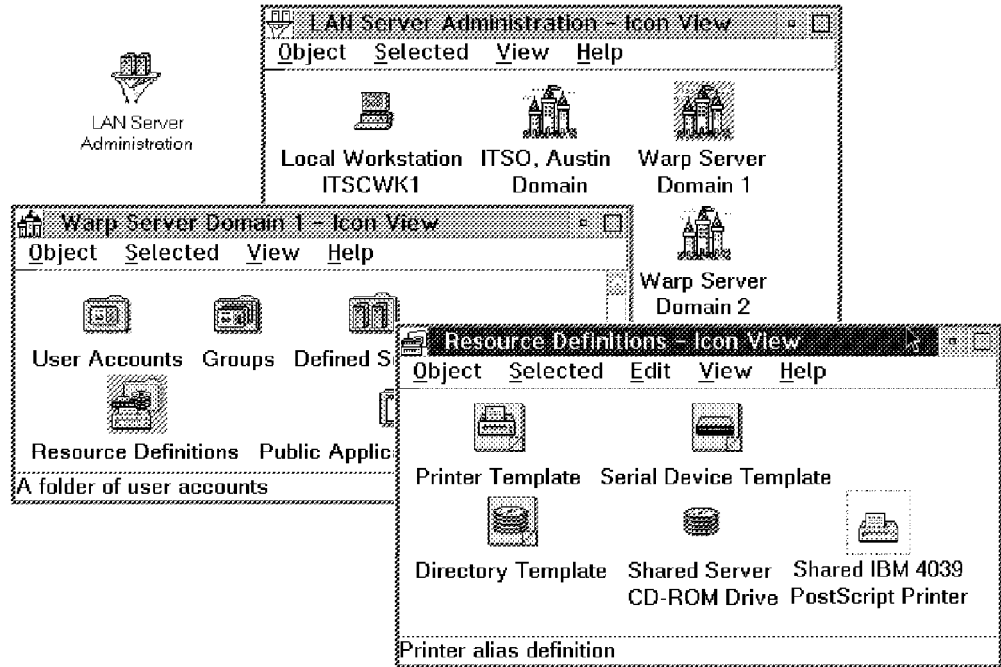 LAN Server
Administration
LAN Server Administration - Icon View
Object Selected View Help
Local Workstation
ITSCWK1
ITSO, Austin
Domain
Warp Server
Domain 1
Warp Server
Domain 2
Warp Server Domain 1 - Icon View
Object Selected View Help
User Accounts
Groups
Defined S
Resource Definitions
Public Applic
A folder of user accounts
Resource Definitions - Icon View
Object Selected Edit View Help
Printer Template
Serial Device Template
Directory Template
Shared Server
CD-ROM Drive
Shared IBM 4039
PostScript Printer
Printer alias definition